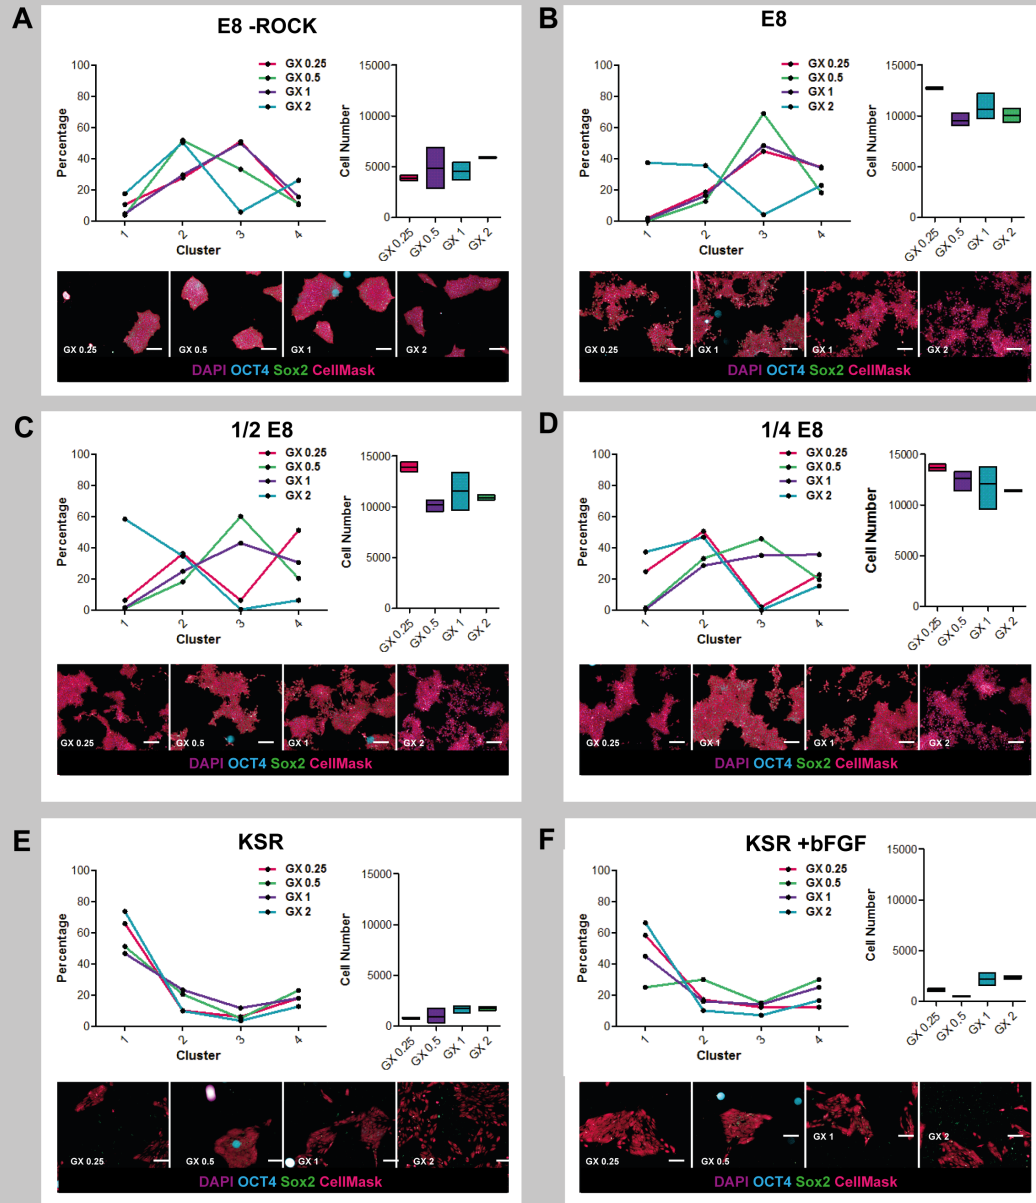 A
E8 -ROCK
GX 0.25
GX 0.5
GX 1
GX 2
Percentage
100
80
60
40
20
0
1 2 3 4
Cluster
Cell Number
15000
10000
5000
0
GX 0.25 GX 0.5 GX 1 GX 2
GX 0.25 GX 0.5 GX 1 GX 2
DAPI OCT4 Sox2 CellMask
B
E8
GX 0.25
GX 0.5
GX 1
GX 2
Percentage
100
80
60
40
20
0
1 2 3 4
Cluster
Cell Number
15000
10000
5000
0
GX 0.25 GX 0.5 GX 1 GX 2
GX 0.25 GX 1 GX 1 GX 2
DAPI OCT4 Sox2 CellMask
C
1/2 E8
GX 0.25
GX 0.5
GX 1
GX 2
Percentage
100
80
60
40
20
0
1 2 3 4
Cluster
Cell Number
15000
10000
5000
0
GX 0.25 GX 0.5 GX 1 GX 2
GX 0.25 GX 0.5 GX 1 GX 2
DAPI OCT4 Sox2 CellMask
D
1/4 E8
GX 0.25
GX 0.5
GX 1
GX 2
Percentage
100
80
60
40
20
0
1 2 3 4
Cluster
Cell Number
15000
10000
5000
0
GX 0.25 GX 0.5 GX 1 GX 2
GX 0.25 GX 1 GX 1 GX 2
DAPI OCT4 Sox2 CellMask
E
KSR
GX 0.25
GX 0.5
GX 1
GX 2
Percentage
100
80
60
40
20
0
1 2 3 4
Cluster
Cell Number
15000
10000
5000
0
GX 0.25 GX 0.5 GX 1 GX 2
GX 0.25 GX 0.5 GX 1 GX 2
DAPI OCT4 Sox2 CellMask
F
KSR +bFGF
GX 0.25
GX 0.5
GX 1
GX 2
Percentage
100
80
60
40
20
0
1 2 3 4
Cluster
Cell Number
15000
10000
5000
0
GX 0.25 GX 0.5 GX 1 GX 2
GX 0.25 GX 0.5 GX 1 GX 2
DAPI OCT4 Sox2 CellMask